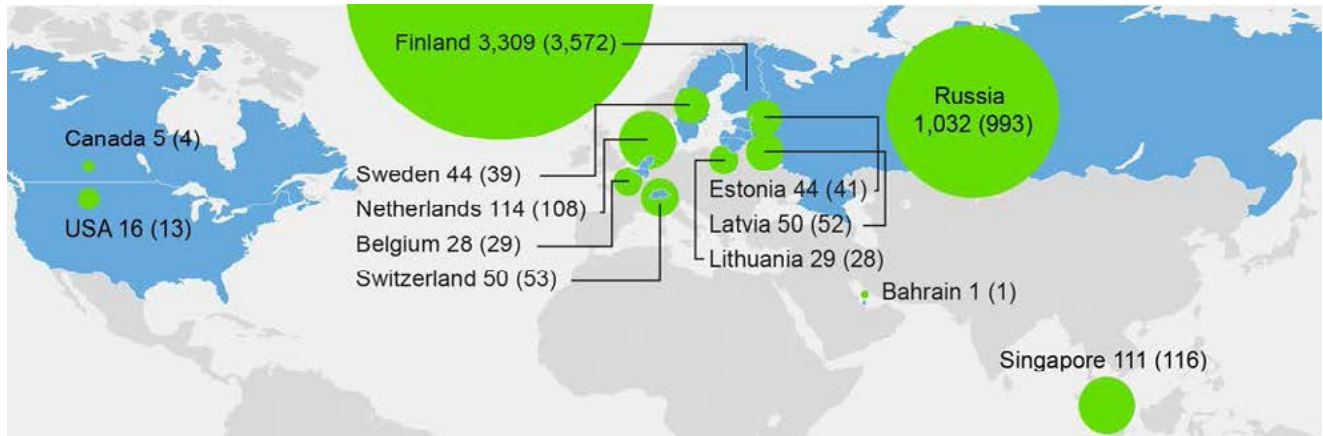 Finland 3,309 (3,572)
Russia
1,032 (993)
Canada 5 (4)
Sweden 44 (39)
Estonia 44 (41)
Netherlands 114 (108)
Latvia 50 (52)
USA 16 (13)
Belgium 28 (29)
Lithuania 29 (28)
Switzerland 50 (53)
Bahrain 1 (1)
Singapore 111 (116)